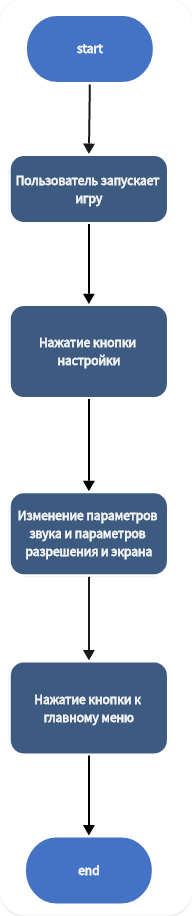 start
Пользователь запускает
игру
Нажатие кнопки
настройки
Изменение параметров
звука и параметров
разрешения и экрана
Нажатие кнопки к
главному меню
end